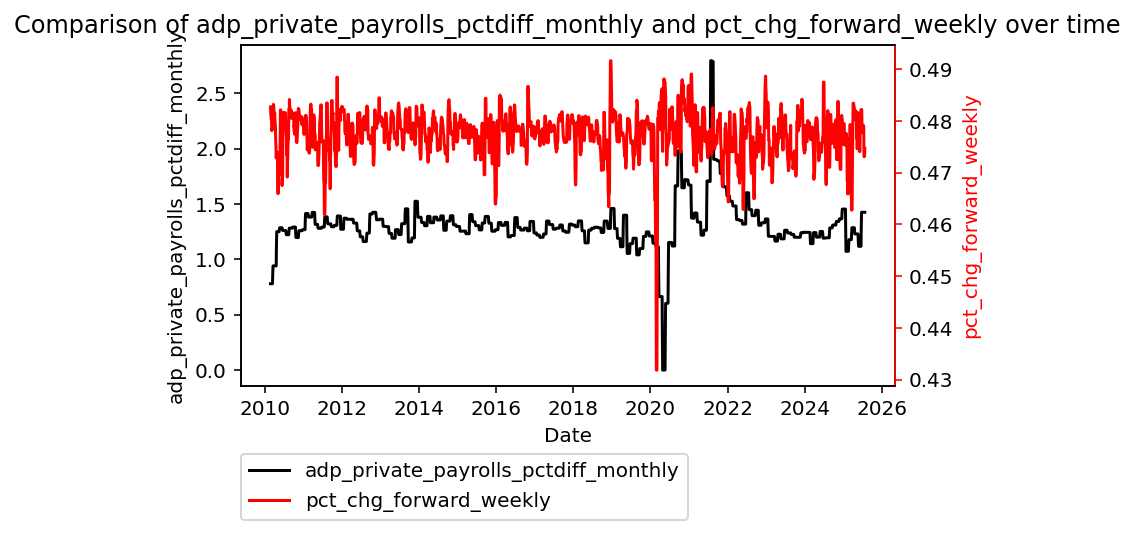 Comparison of adp_private_payrolls_pctdiff_monthly and pct_chg_forward_weekly over time
adp_private_payrolls_pctdiff_monthly
2.5
2.0
1.5
1.0
0.5
0.0
0.49
0.48
0.47
0.46
0.45
0.44
0.43
pct_chg_forward_weekly
2010 2012 2014 2016 2018 2020 2022 2024 2026
Date
adp_private_payrolls_pctdiff_monthly
pct_chg_forward_weekly